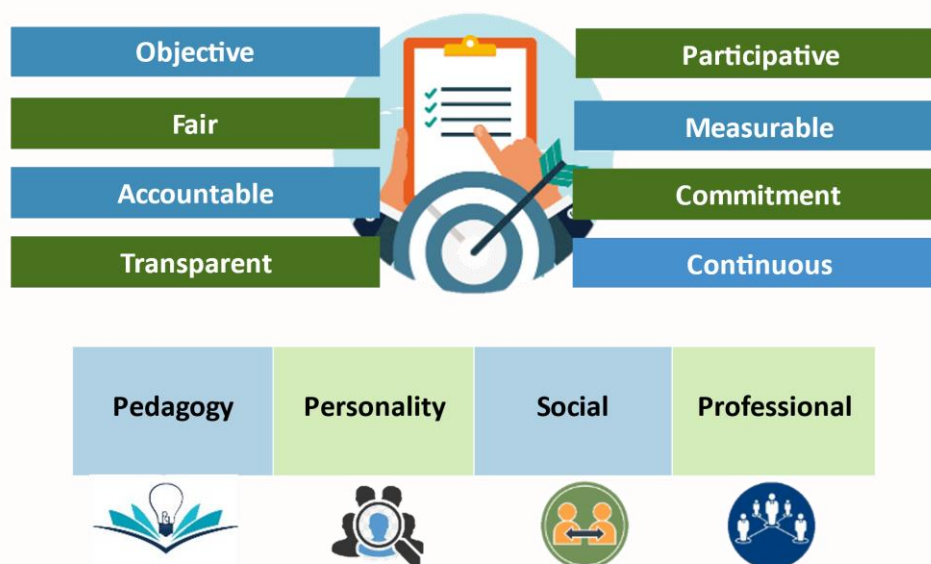 Objective
Fair
Accountable
Transparent
Participative
Measurable
Commitment
Continuous
Pedagogy
Personality
Social
Professional